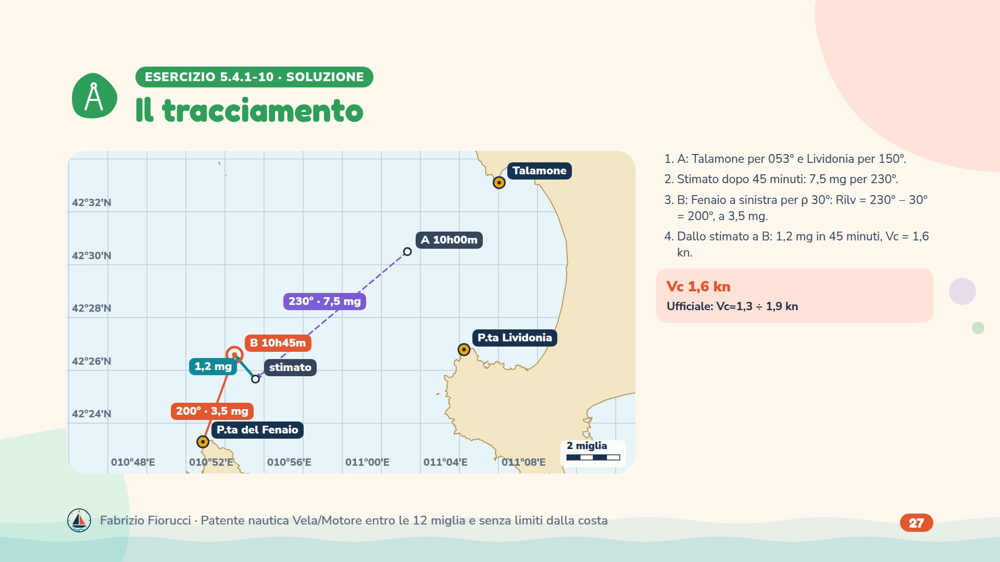 ESERCIZIO 5.4.1-10 · SOLUZIONE
Il tracciamento
Talamone
42°32'N
A 10h00m
42°30'N
230° · 7,5 mg
42°28'N
P.ta Lividonia
B 10h45m
42°26'N
1,2 mg
stimato
200° · 3,5 mg
42°24'N
P.ta del Fenaio
2 miglia
010°48'E
010°52'E
010°56'E
011°00'E
011°04'E
011°08'E
1. A: Talamone per 053° e Lividonia per 150°.
2. Stimato dopo 45 minuti: 7,5 mg per 230°.
3. B: Fenaio a sinistra per ρ 30°: Rilv = 230° − 30°
= 200°, a 3,5 mg.
4. Dallo stimato a B: 1,2 mg in 45 minuti, Vc = 1,6
kn.
Vc 1,6 kn
Ufficiale: Vc=1,3 ÷ 1,9 kn
Fabrizio Fiorucci · Patente nautica Vela/Motore entro le 12 miglia e senza limiti dalla costa
27